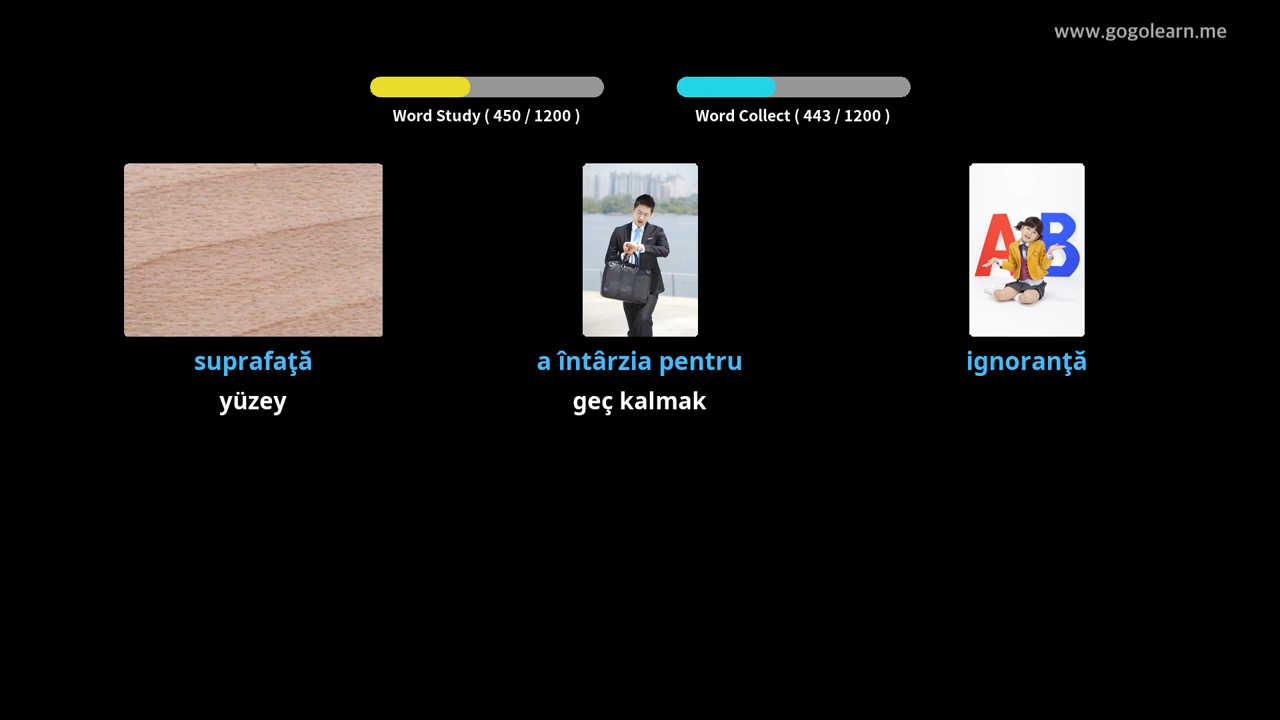 www.gogolearn.me
Word Study ( 450 / 1200 )
Word Collect ( 443 / 1200 )
A B
suprafaţă
a întârzia pentru
ignoranţă
yüzey
geç kalmak